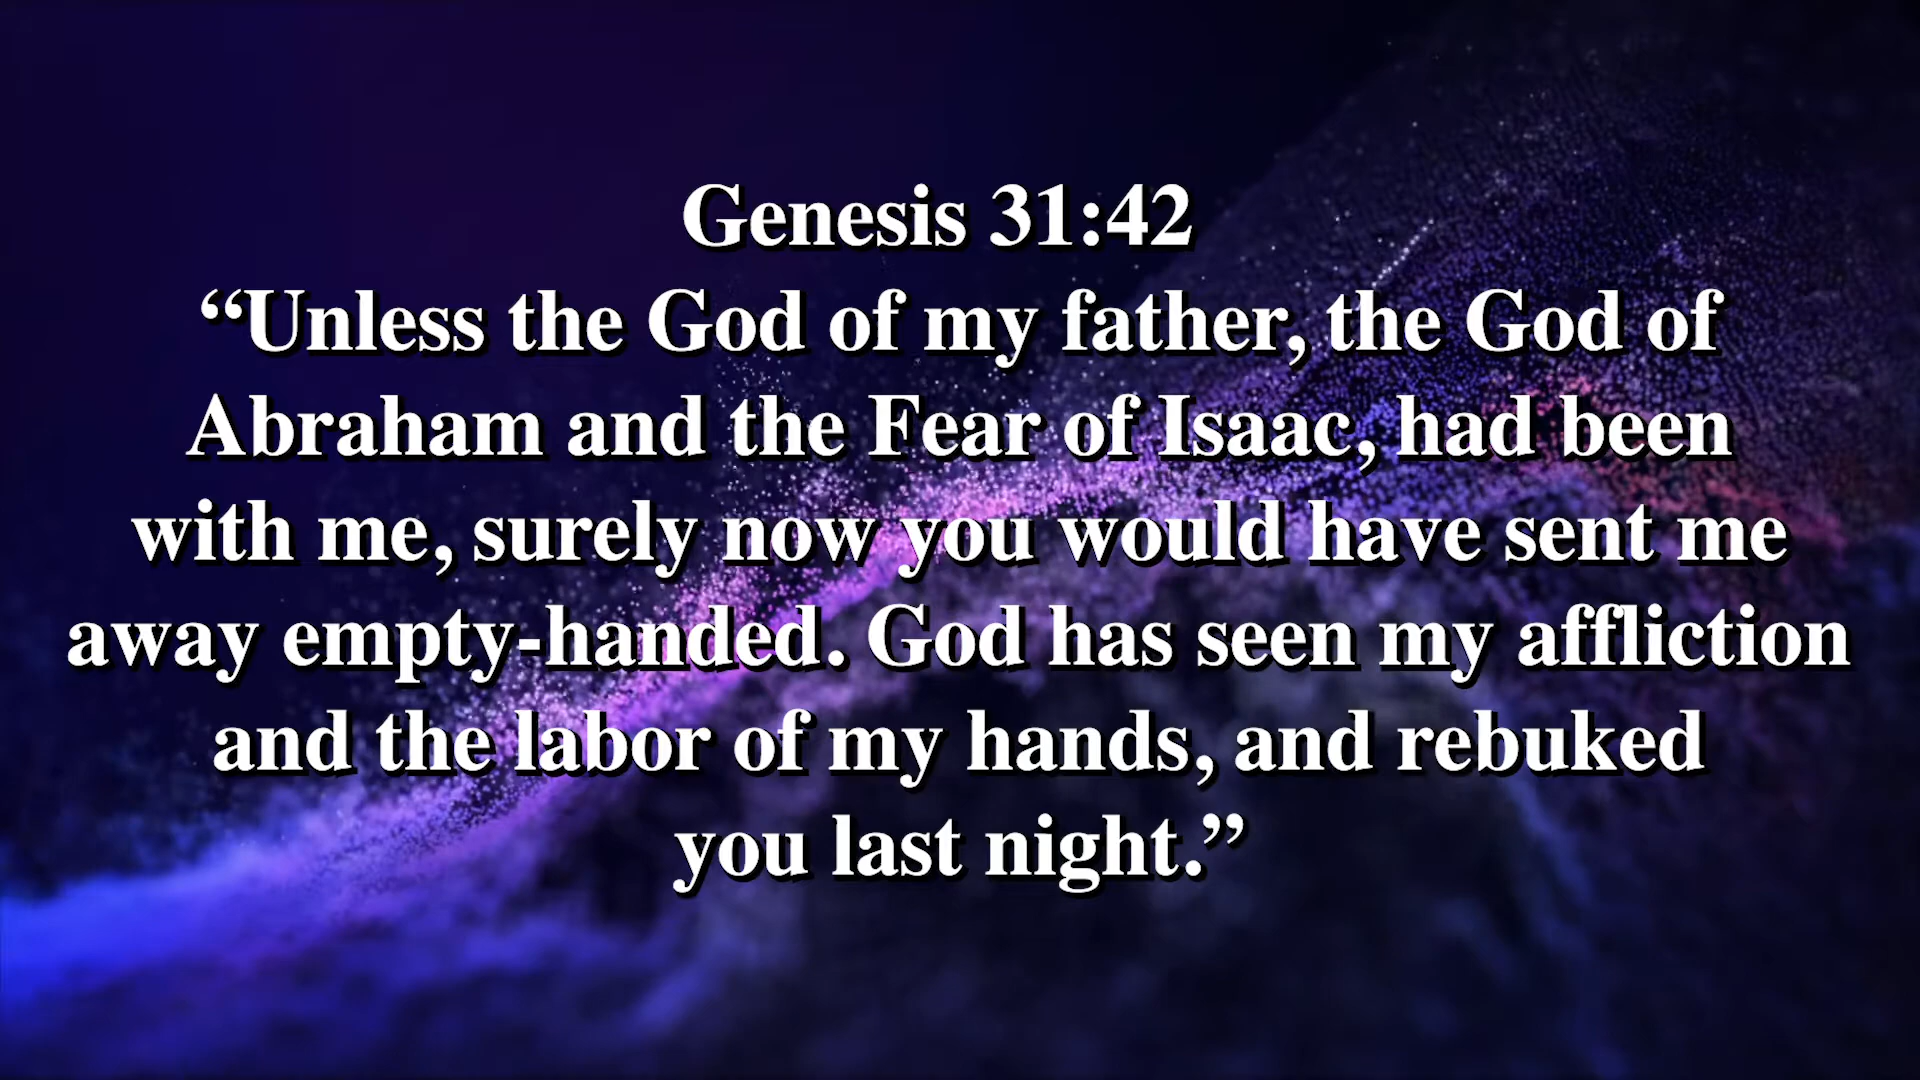 Genesis 31:42
“Unless the God of my father, the God of
Abraham and the Fear of Isaac, had been
with me, surely now you would have sent me
away empty-handed. God has seen my affliction
and the labor of my hands, and rebuked
you last night.”